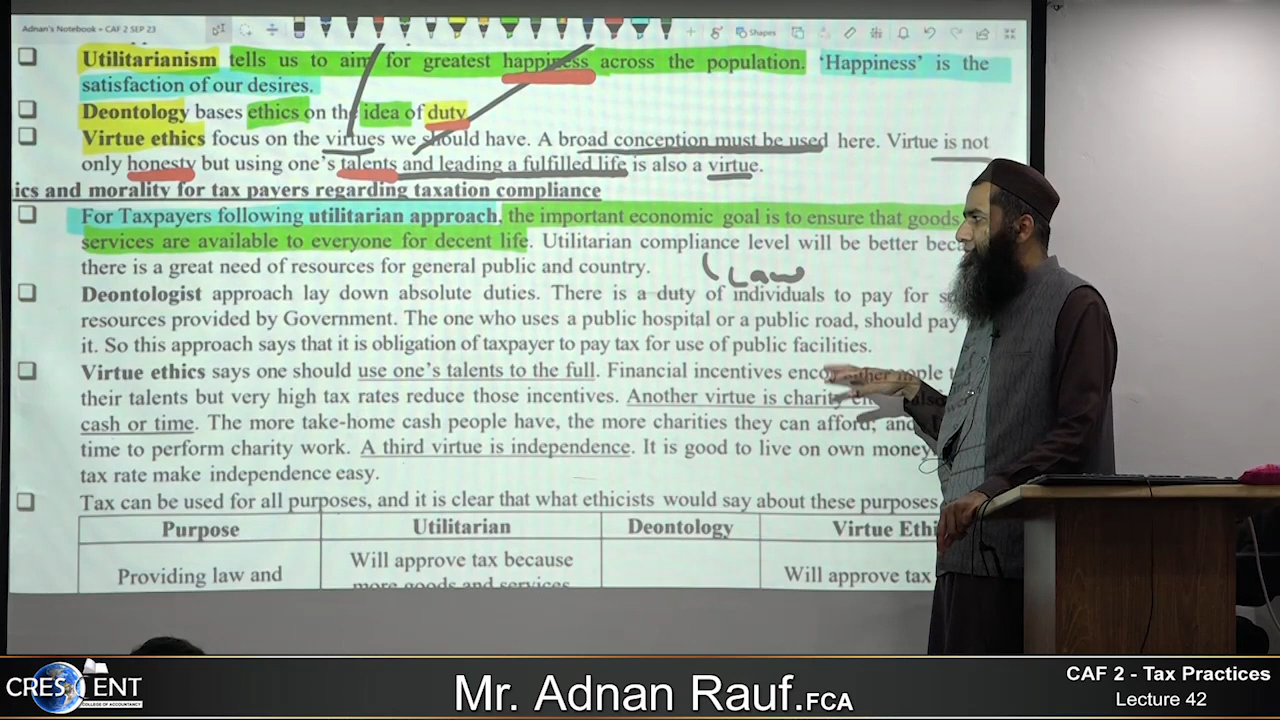 Adnan's Notebook » CAF 2 SEP 23
Shapes
Utilitarianism tells us to aim for greatest happiness across the population. 'Happiness' is the
satisfaction of our desires.
Deontology bases ethics on the idea of duty
Virtue ethics focus on the virtues we should have. A broad conception must be used here. Virtue is not
only honesty but using one's talents and leading a fulfilled life is also a virtue.
ics and morality for tax payers regarding taxation compliance
For Taxpayers following utilitarian approach, the important economic goal is to ensure that goods
services are available to everyone for decent life. Utilitarian compliance level will be better
there is a great need of resources for general public and country.
Law
Deontologist approach lay down absolute duties. There is a duty of individuals to pay for
resources provided by Government. The one who uses a public hospital or a public road, should pay
it. So this approach says that it is obligation of taxpayer to pay tax for use of public facilities.
Virtue ethics says one should use one's talents to the full. Financial incentives
their talents but very high tax rates reduce those incentives. Another virtue is charity
cash or time. The more take-home cash people have, the more charities they can afford; and
time to perform charity work. A third virtue is independence. It is good to live on own money
tax rate make independence easy.
Tax can be used for all purposes, and it is clear that what ethicists would say about these purposes
Purpose Utilitarian Deontology Virtue Ethi
Will approve tax because
Providing law and Will approve tax
more goods and services
CRESCENT
COLLEGE OF ACCOUNTANCY
Mr. Adnan Rauf.FCA
CAF 2 - Tax Practices
Lecture 42